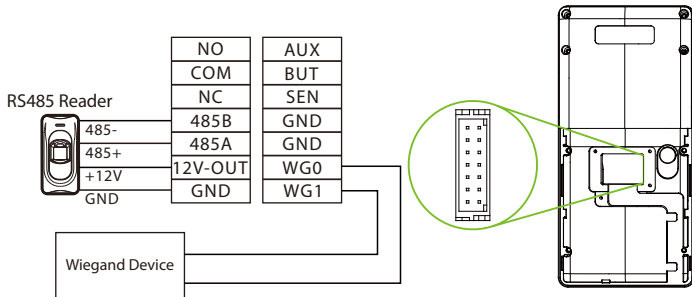 NO AUX
COM BUT
RS485 Reader NC SEN
485- 485B GND
485+ 485A GND
+12V 12V-OUT WG0
GND GND WG1
Wiegand Device